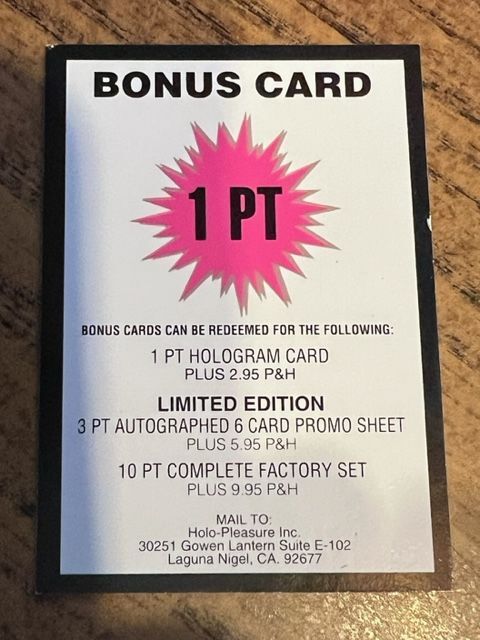 BONUS CARD
1 PT
BONUS CARDS CAN BE REDEEMED FOR THE FOLLOWING:
1 PT HOLOGRAM CARD
PLUS 2.95 P&H
LIMITED EDITION
3 PT AUTOGRAPHED 6 CARD PROMO SHEET
PLUS 5.95 P&H
10 PT COMPLETE FACTORY SET
PLUS 9.95 P&H
MAIL TO:
Holo-Pleasure Inc.
30251 Gowen Lantern Suite E-102
Laguna Nigel, CA. 92677